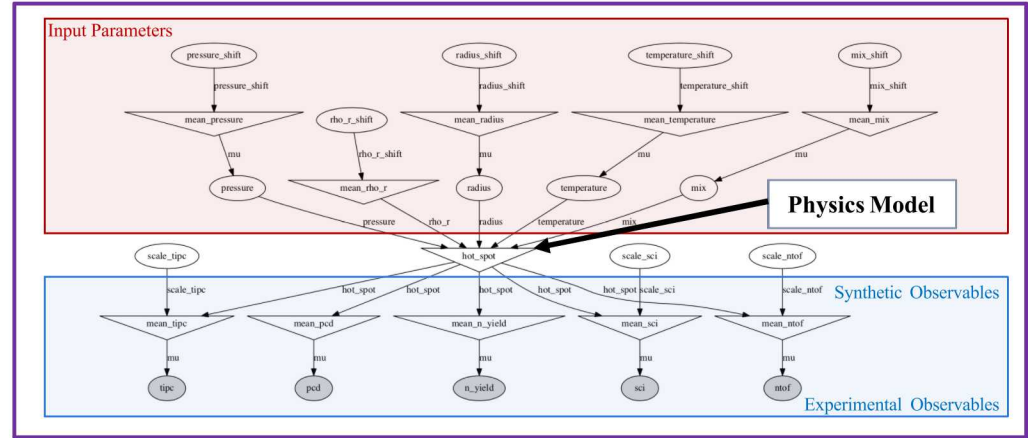 Input Parameters
pressure_shift
radius_shift
temperature_shift
mix_shift
pressure_shift
radius_shift
temperature_shift
mix_shift
mean_pressure
rho_r_shift
mean_radius
mean_temperature
mean_mix
mu
rho_r_shift
mu
mu
mu
pressure
mean_rho_r
radius
temperature
mix
Physics Model
pressure
rho_r
radius
temperature
mix
scale_tipc
hot_spot
scale_sci
scale_ntof
scale_tipc
hot_spot
hot_spot
hot_spot
hot_spot
hot_spot
scale_sci
scale_ntof
Synthetic Observables
mean_tipc
mean_pcd
mean_n_yield
mean_sci
mean_ntof
mu
mu
mu
mu
mu
tipc
pcd
n_yield
sci
ntof
Experimental Observables